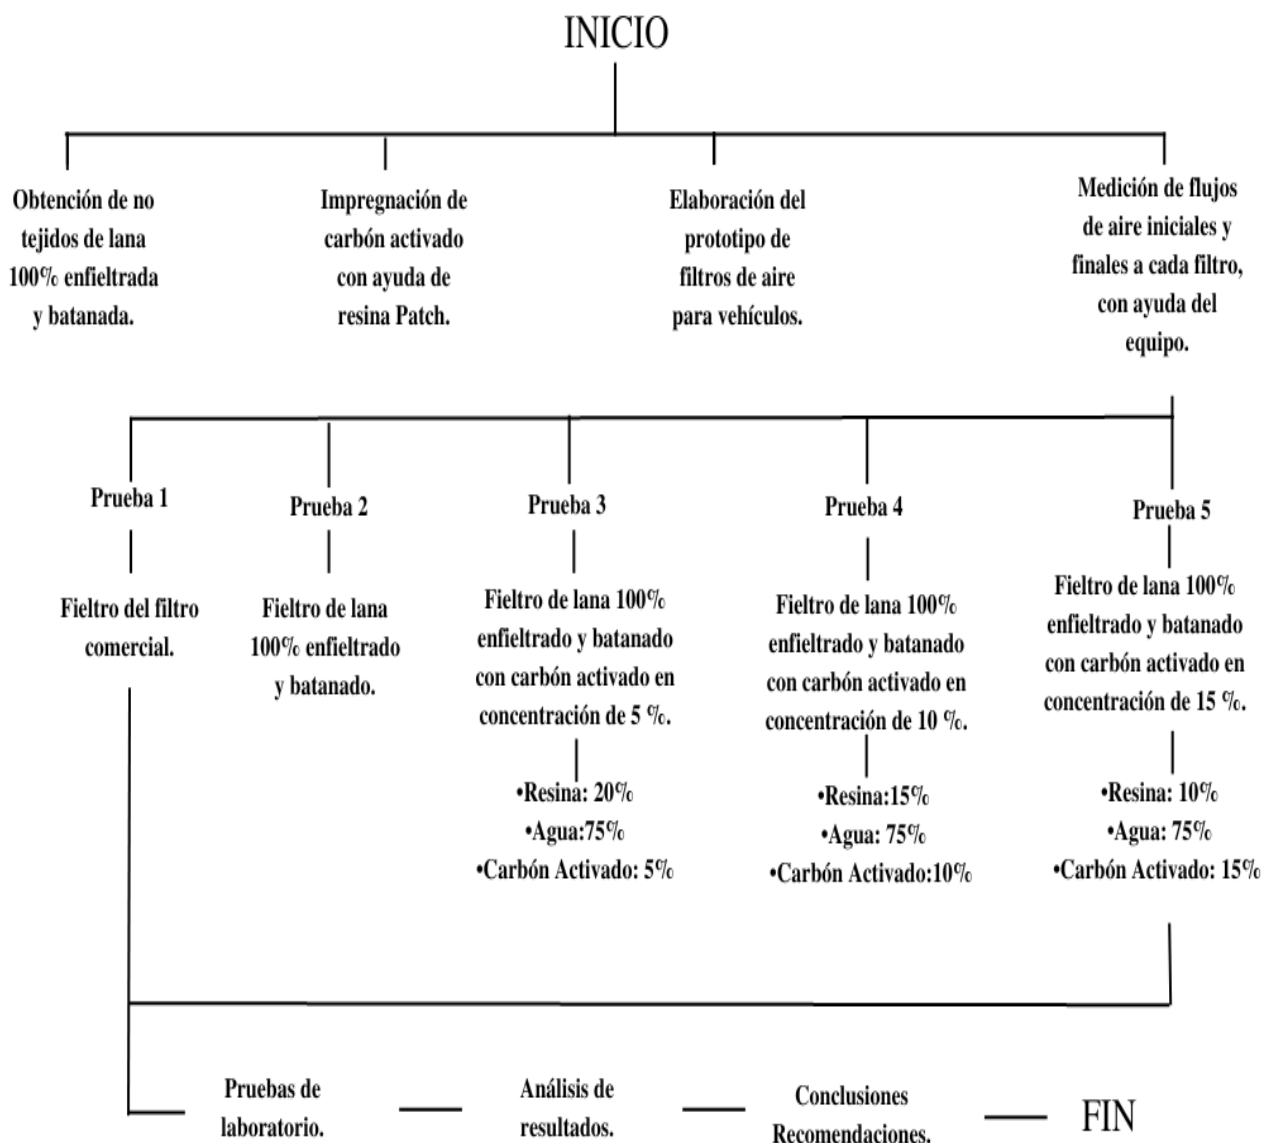 INICIO
Obtención de no
tejidos de lana
100% enfieltrada
y batanada.
Impregnación de
carbón activado
con ayuda de
resina Patch.
Elaboración del
prototipo de
filtros de aire
para vehículos.
Medición de flujos
de aire iniciales y
finales a cada filtro,
con ayuda del
equipo.
Prueba 1
Fieltro del filtro
comercial.
Prueba 2
Fieltro de lana
100% enfieltrado
y batanado.
Prueba 3
Fieltro de lana 100%
enfieltrado y batanado
con carbón activado en
concentración de 5 %.
•Resina: 20%
•Agua:75%
•Carbón Activado: 5%
Prueba 4
Fieltro de lana 100%
enfieltrado y batanado
con carbón activado en
concentración de 10 %.
•Resina:15%
•Agua: 75%
•Carbón Activado:10%
Prueba 5
Fieltro de lana 100%
enfieltrado y batanado
con carbón activado en
concentración de 15 %.
•Resina: 10%
•Agua: 75%
•Carbón Activado: 15%
Pruebas de
laboratorio.
Análisis de
resultados.
Conclusiones
Recomendaciones.
FIN